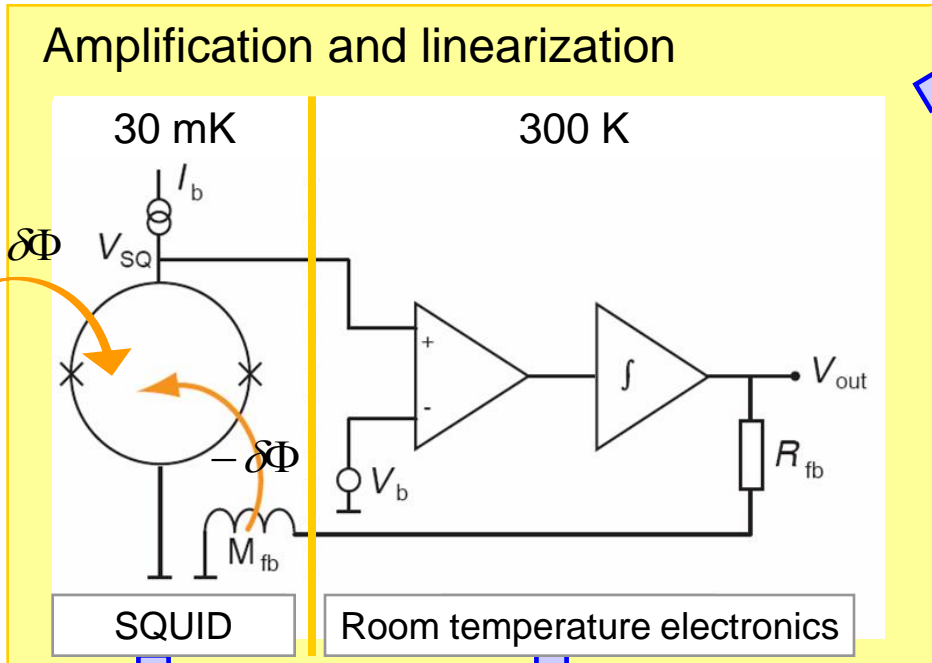 Amplification and linearization
30 mK
300 K
I_b
δΦ
V_SQ
+
∫
V_out
-
−δΦ
V_b
R_fb
M_fb
SQUID
Room temperature electronics